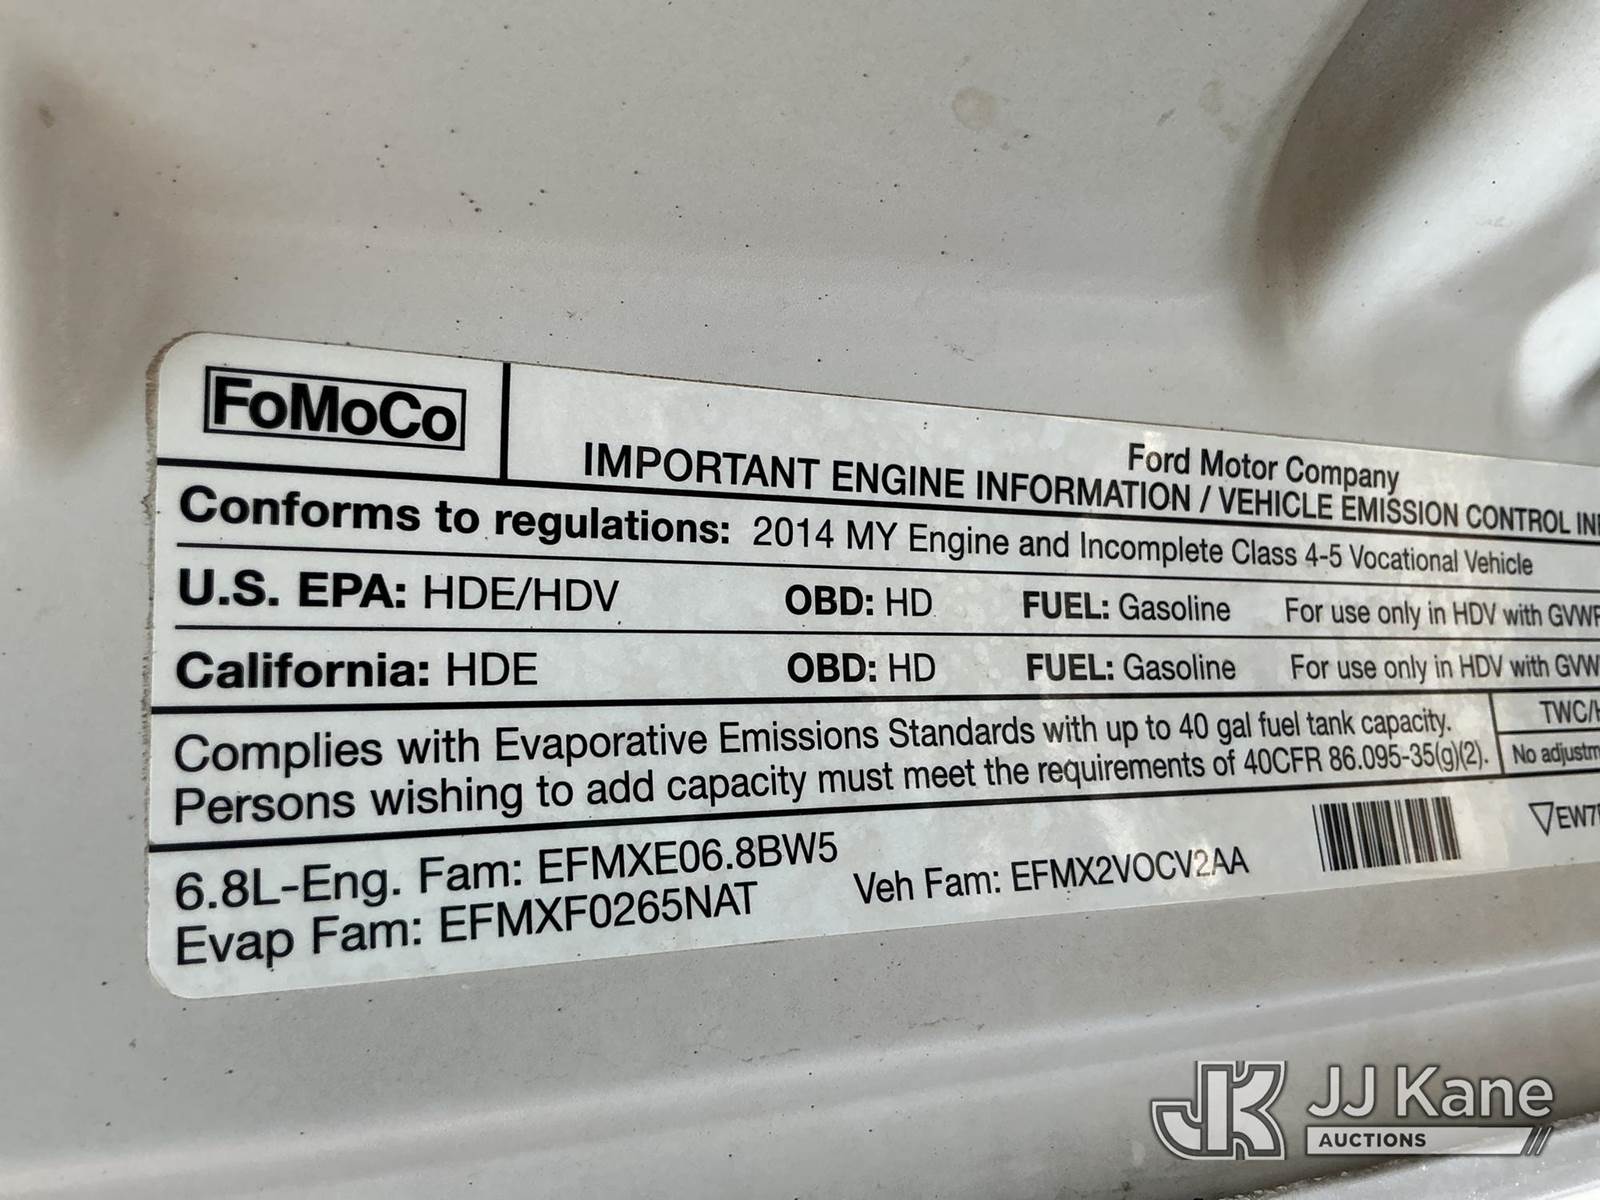 FoMoCo
Ford Motor Company
IMPORTANT ENGINE INFORMATION / VEHICLE EMISSION CONTROL
Conforms to regulations: 2014 MY Engine and Incomplete Class 4-5 Vocational Vehicle
U.S. EPA: HDE/HDV OBD: HD FUEL: Gasoline For use only in HDV with
California: HDE OBD: HD FUEL: Gasoline For use only in HDV with
Complies with Evaporative Emissions Standards with up to 40 gal fuel tank capacity.
Persons wishing to add capacity must meet the requirements of 40CFR 86.095-35(g)(2).
TWC/
No
6.8L-Eng. Fam: EFMXE06.8BW5
Evap Fam: EFMXF0265NAT
Veh Fam: EFMX2VOCV2AA
JK
JJ Kane
AUCTIONS